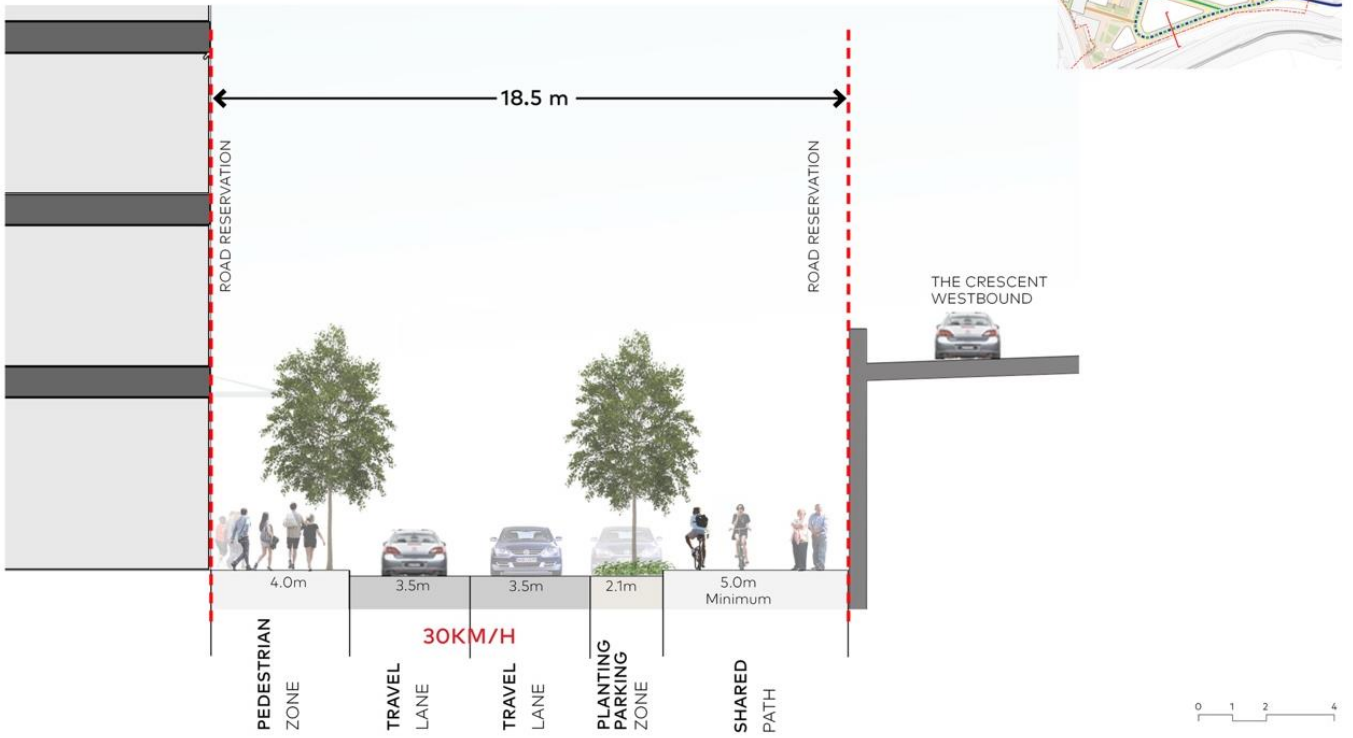 18.5 m
ROAD RESERVATION
ROAD RESERVATION
THE CRESCENT
WESTBOUND
4.0m
3.5m
3.5m
2.1m
5.0m
Minimum
30KM/H
PEDESTRIAN
ZONE
TRAVEL
LANE
TRAVEL
LANE
PLANTING
PARKING
ZONE
SHARED
PATH
0 1 2 4